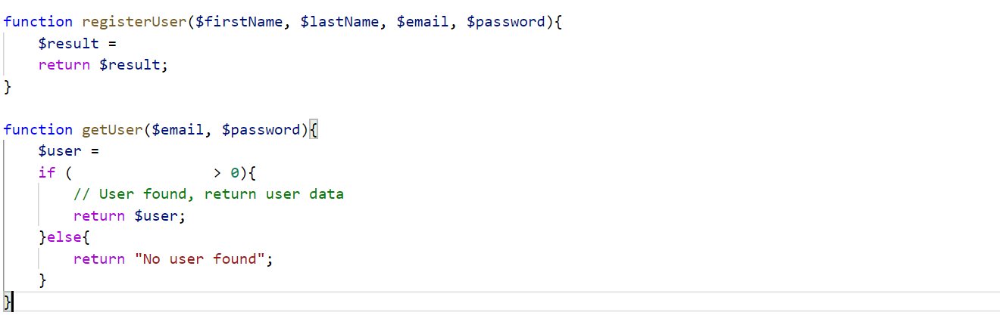 function registerUser($firstName, $lastName, $email, $password){
    $result =
    return $result;
}

function getUser($email, $password){
    $user =
    if (                > 0){
        // User found, return user data
        return $user;
    }else{
        return "No user found";
    }
}